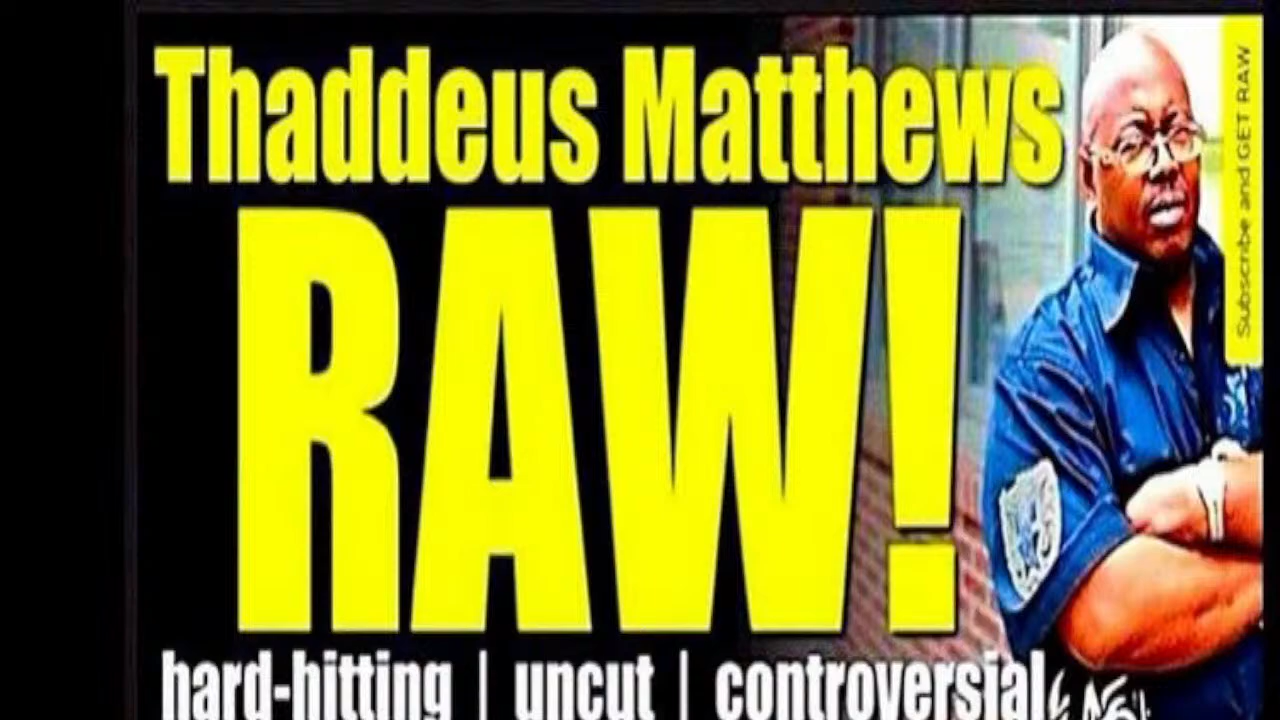 Thaddeus Matthews
RAW!
hard-hitting | uncut | controversial
Subscribe and GET RAW